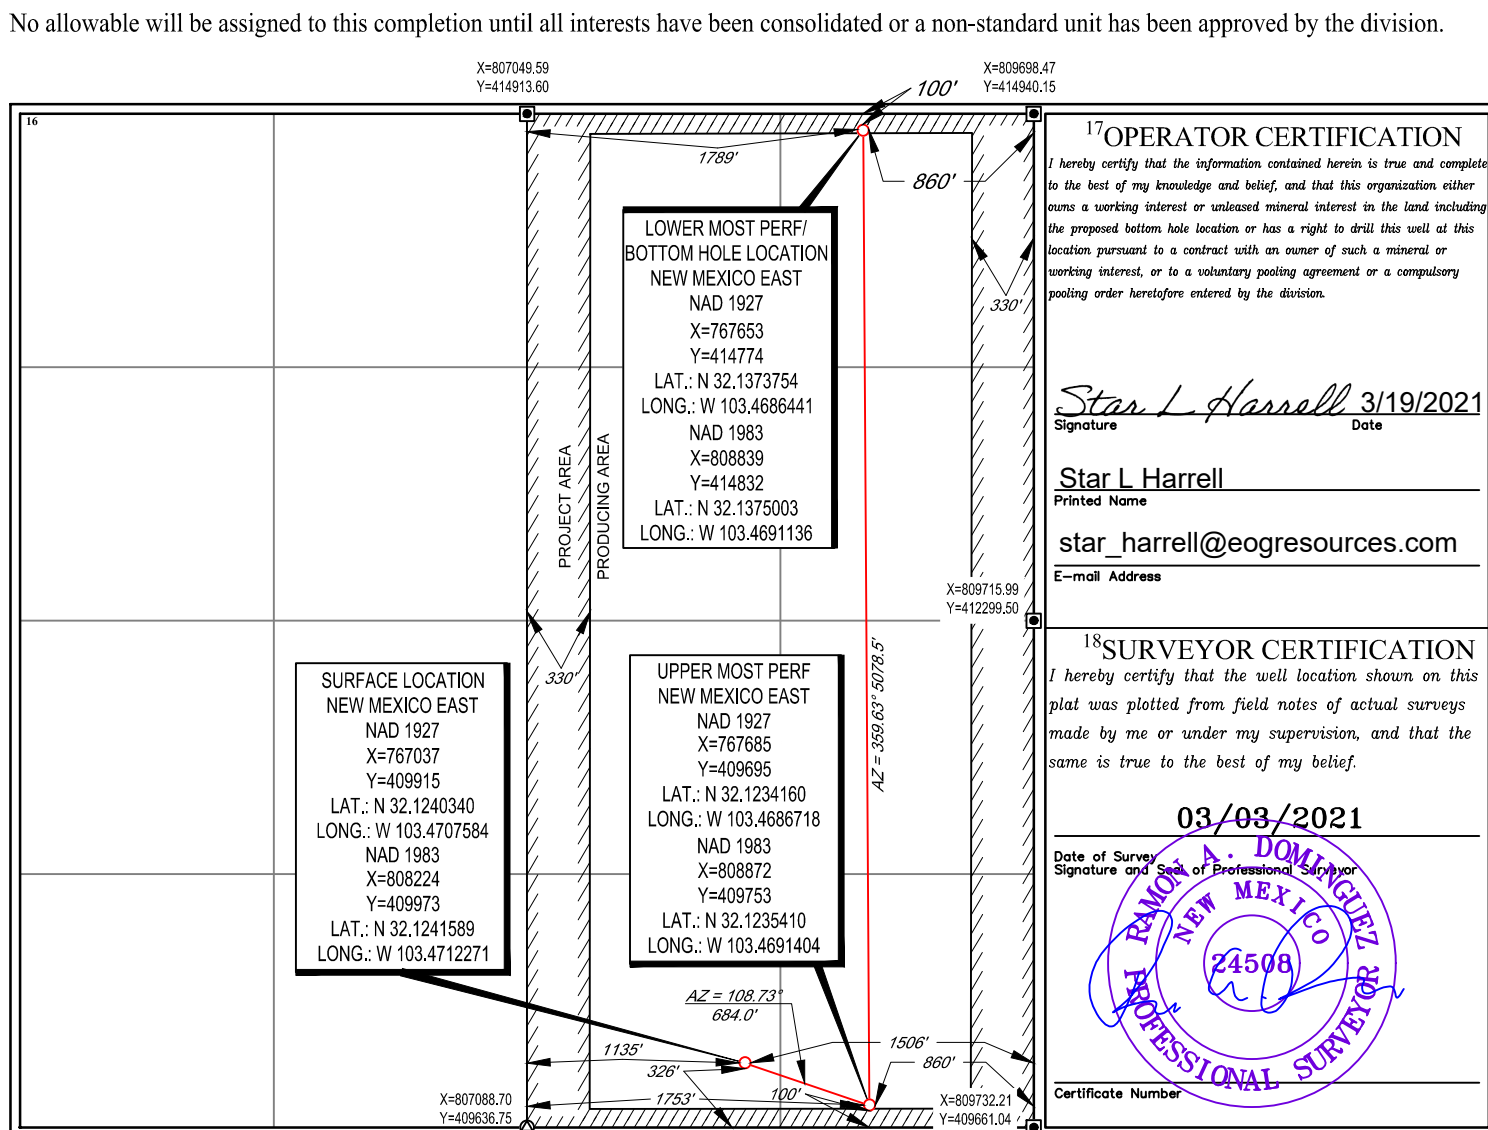 No allowable will be assigned to this completion until all interests have been consolidated or a non-standard unit has been approved by the division.
X=807049.59
Y=414913.60
X=809698.47
Y=414940.15
100'
16
1789'
860'
LOWER MOST PERF/
BOTTOM HOLE LOCATION
NEW MEXICO EAST
NAD 1927
X=767653
Y=414774
LAT.: N 32.1373754
LONG.: W 103.4686441
NAD 1983
X=808839
Y=414832
LAT.: N 32.1375003
LONG.: W 103.4691136
330'
PROJECT AREA
PRODUCING AREA
X=809715.99
Y=412299.50
330'
AZ = 359.63° 5078.5'
SURFACE LOCATION
NEW MEXICO EAST
NAD 1927
X=767037
Y=409915
LAT.: N 32.1240340
LONG.: W 103.4707584
NAD 1983
X=808224
Y=409973
LAT.: N 32.1241589
LONG.: W 103.4712271
UPPER MOST PERF
NEW MEXICO EAST
NAD 1927
X=767685
Y=409695
LAT.: N 32.1234160
LONG.: W 103.4686718
NAD 1983
X=808872
Y=409753
LAT.: N 32.1235410
LONG.: W 103.4691404
AZ = 108.73°
684.0'
1135'
1506'
326'
860'
1753'
100'
X=807088.70
Y=409636.75
X=809732.21
Y=409661.04
17OPERATOR CERTIFICATION
I hereby certify that the information contained herein is true and complete
to the best of my knowledge and belief, and that this organization either
owns a working interest or unleased mineral interest in the land including
the proposed bottom hole location or has a right to drill this well at this
location pursuant to a contract with an owner of such a mineral or
working interest, or to a voluntary pooling agreement or a compulsory
pooling order heretofore entered by the division.
Star L Harrell 3/19/2021
Signature Date
Star L Harrell
Printed Name
star_harrell@eogresources.com
E-mail Address
18SURVEYOR CERTIFICATION
I hereby certify that the well location shown on this
plat was plotted from field notes of actual surveys
made by me or under my supervision, and that the
same is true to the best of my belief.
03/03/2021
Date of Survey
Signature and Seal of Professional Surveyor
RAMON A. DOMINGUEZ
NEW MEXICO
24508
PROFESSIONAL SURVEYOR
Certificate Number